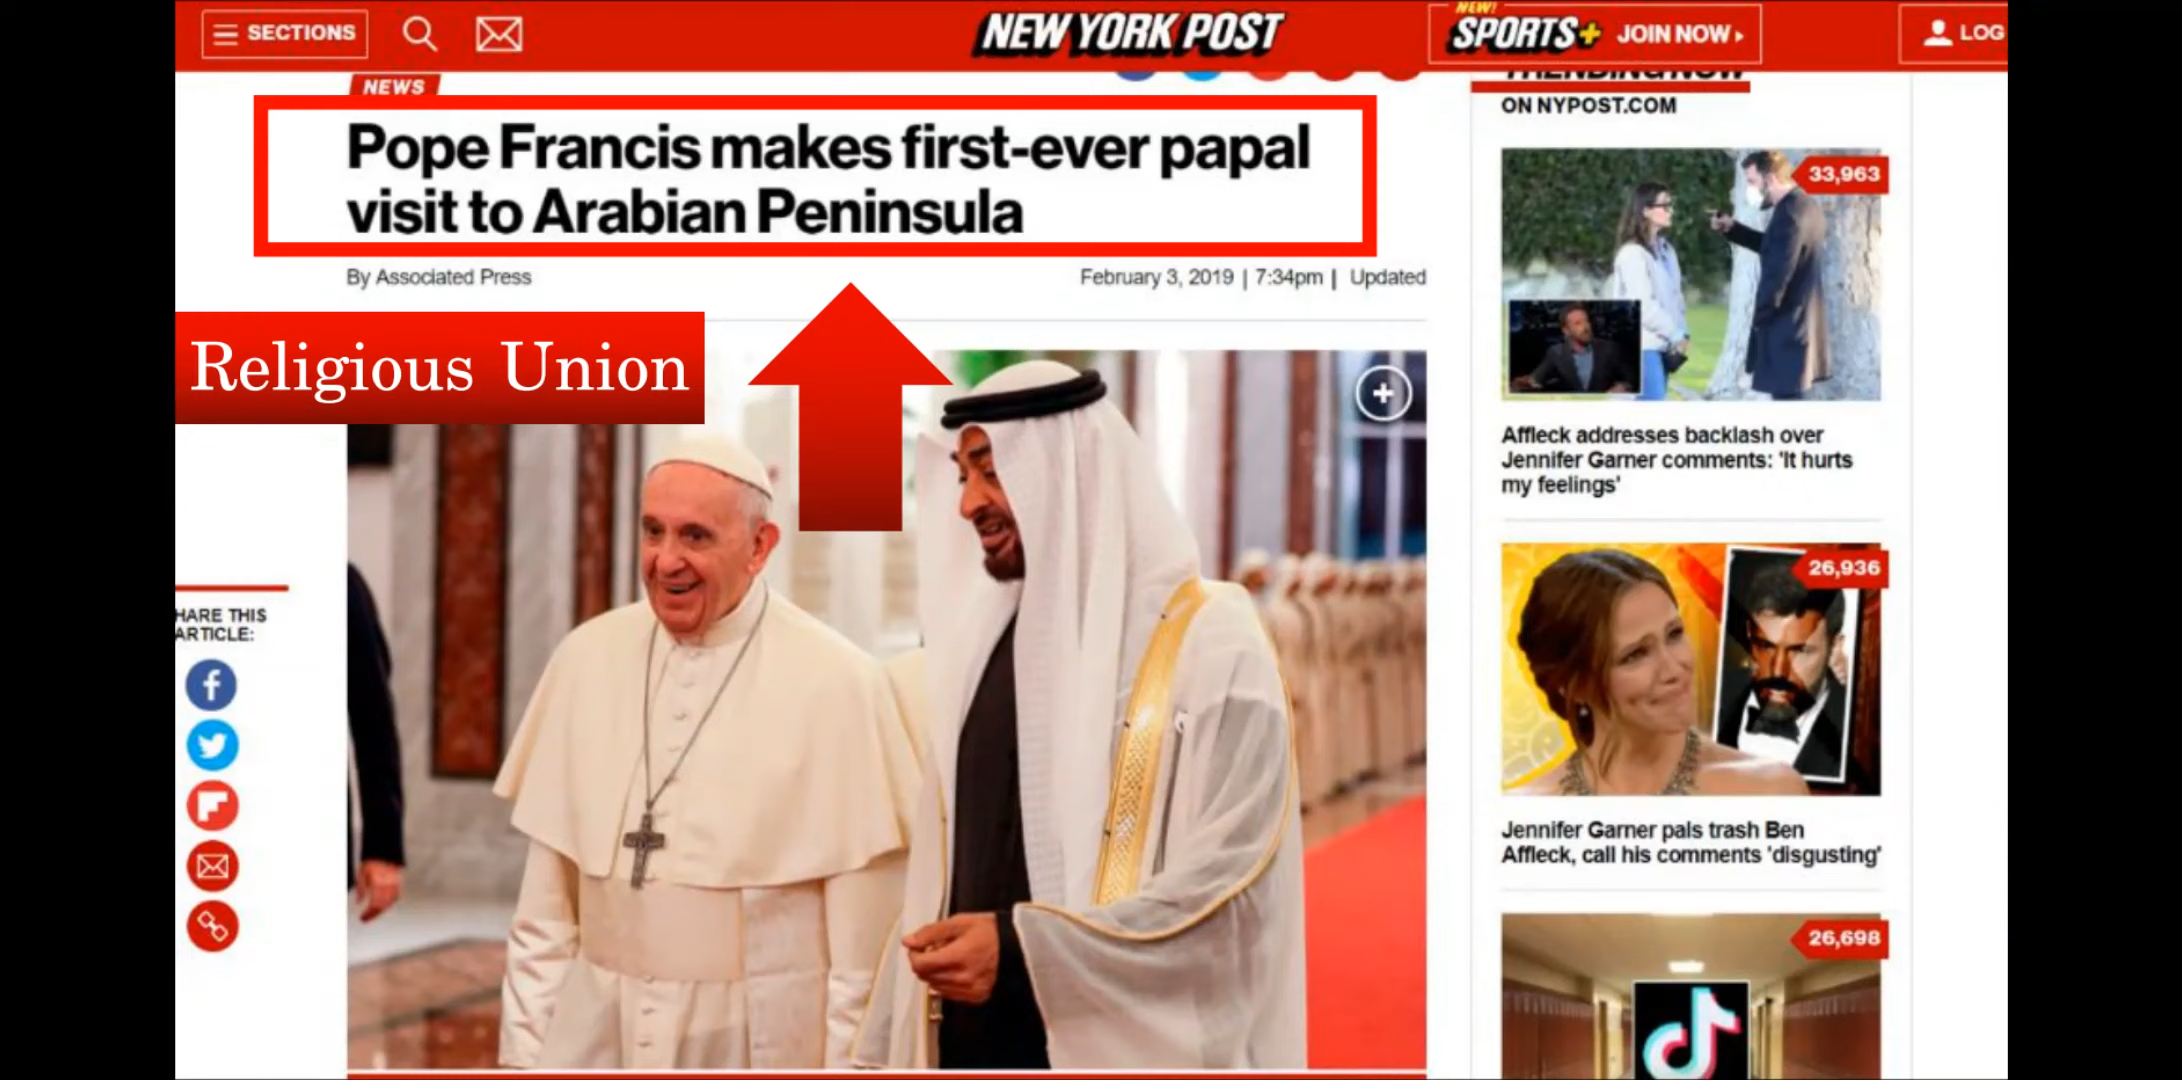 SECTIONS
NEW YORK POST
NEW!
SPORTS+ JOIN NOW
LOG
NEWS
Pope Francis makes first-ever papal
visit to Arabian Peninsula
By Associated Press
February 3, 2019 | 7:34pm | Updated
Religious Union
HARE THIS
ARTICLE:
TRENDING NOW
ON NYPOST.COM
33,963
Affleck addresses backlash over
Jennifer Garner comments: 'It hurts
my feelings'
26,936
Jennifer Garner pals trash Ben
Affleck, call his comments 'disgusting'
26,698